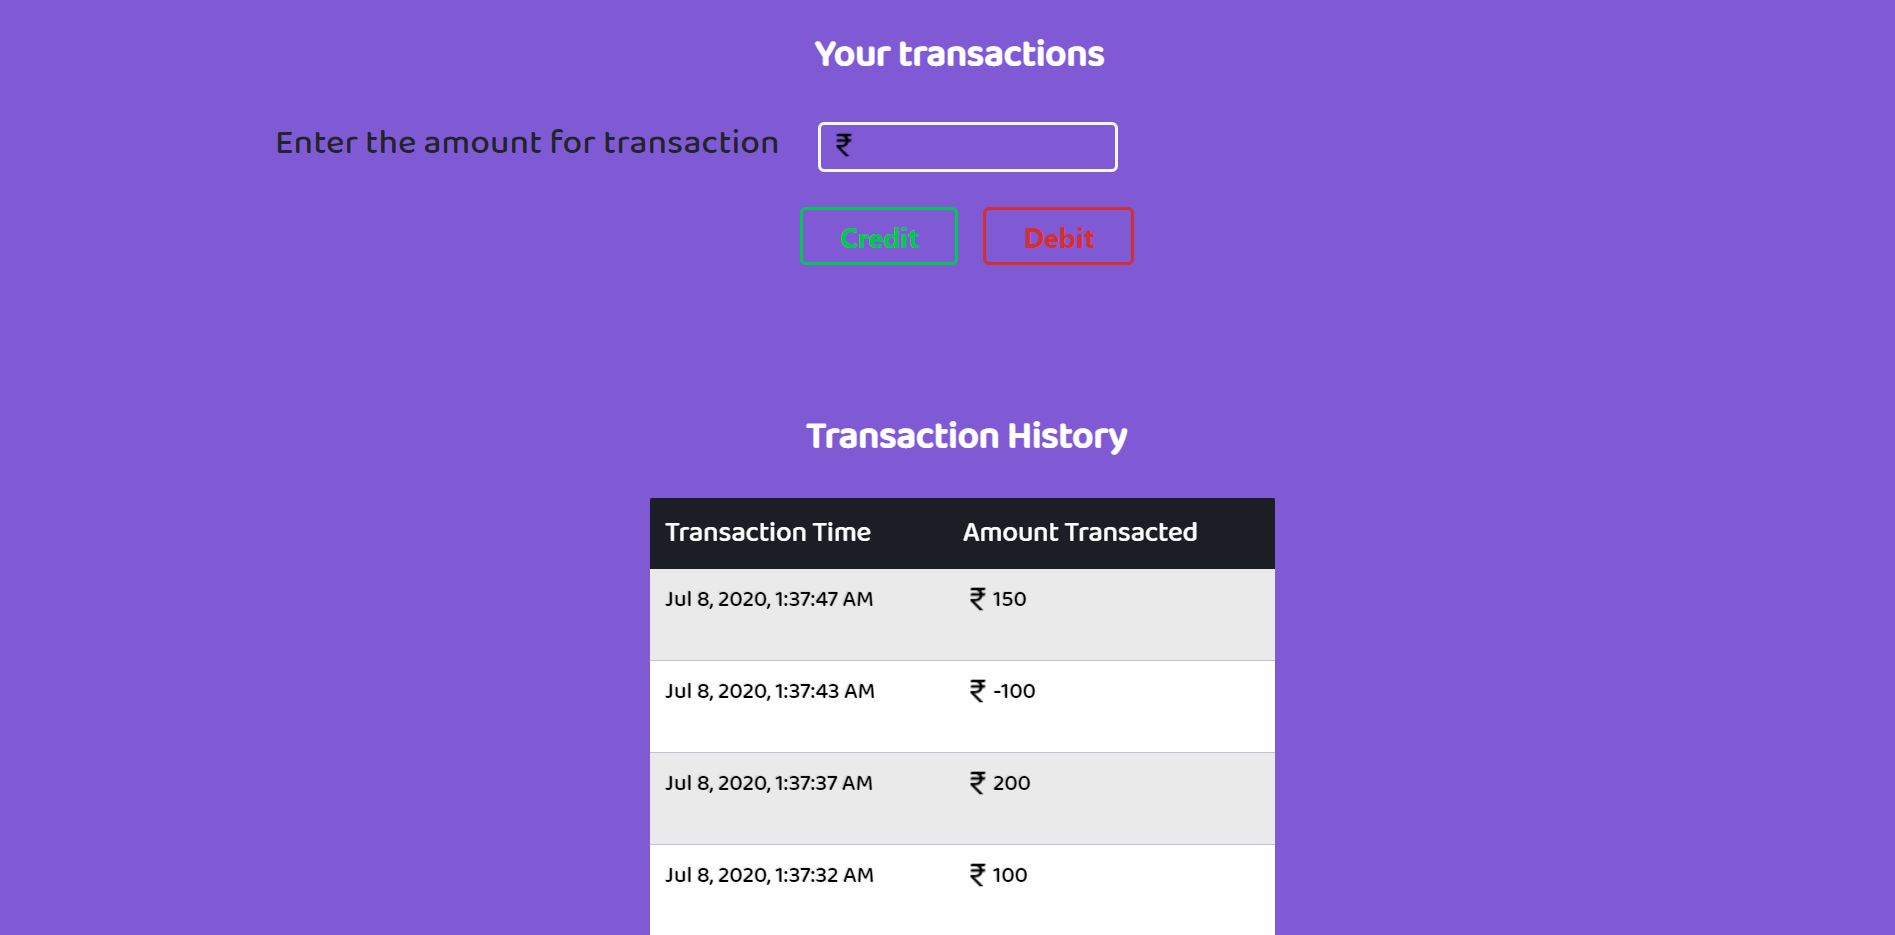 Your transactions
Enter the amount for transaction ₹
Credit Debit
Transaction History
Transaction Time Amount Transacted
Jul 8, 2020, 1:37:47 AM ₹ 150
Jul 8, 2020, 1:37:43 AM ₹ -100
Jul 8, 2020, 1:37:37 AM ₹ 200
Jul 8, 2020, 1:37:32 AM ₹ 100